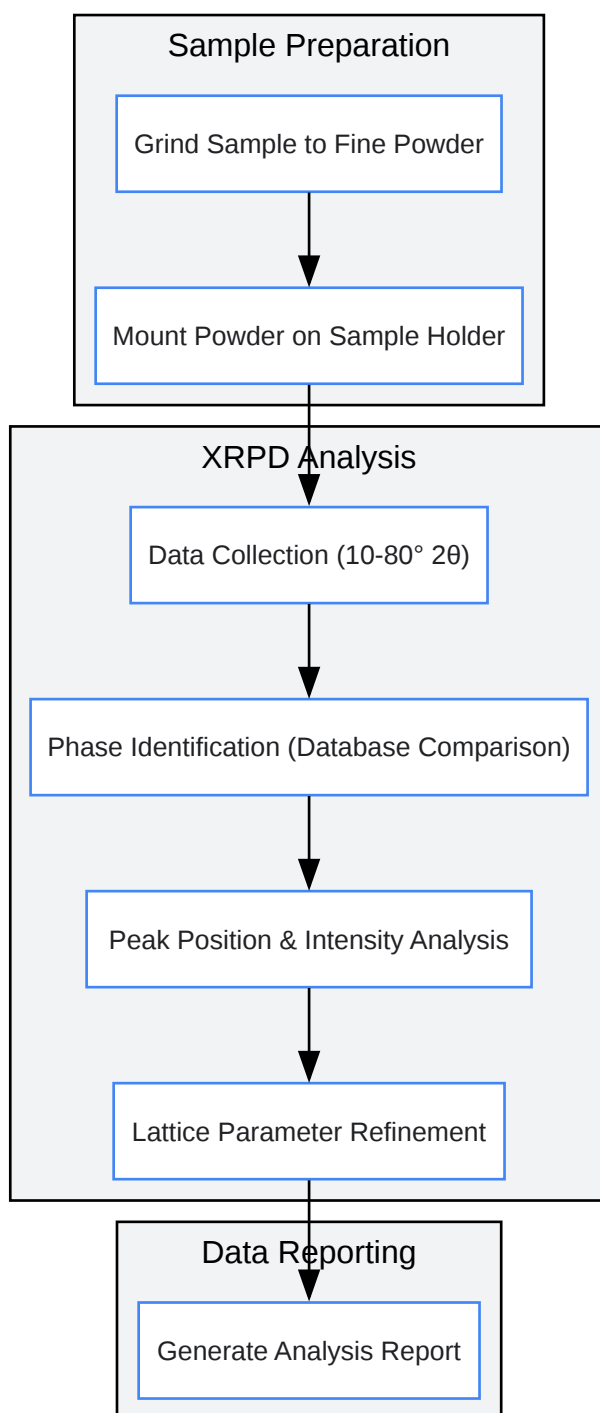 Sample Preparation
Grind Sample to Fine Powder
Mount Powder on Sample Holder
XRPD Analysis
Data Collection (10-80° 2θ)
Phase Identification (Database Comparison)
Peak Position & Intensity Analysis
Lattice Parameter Refinement
Data Reporting
Generate Analysis Report